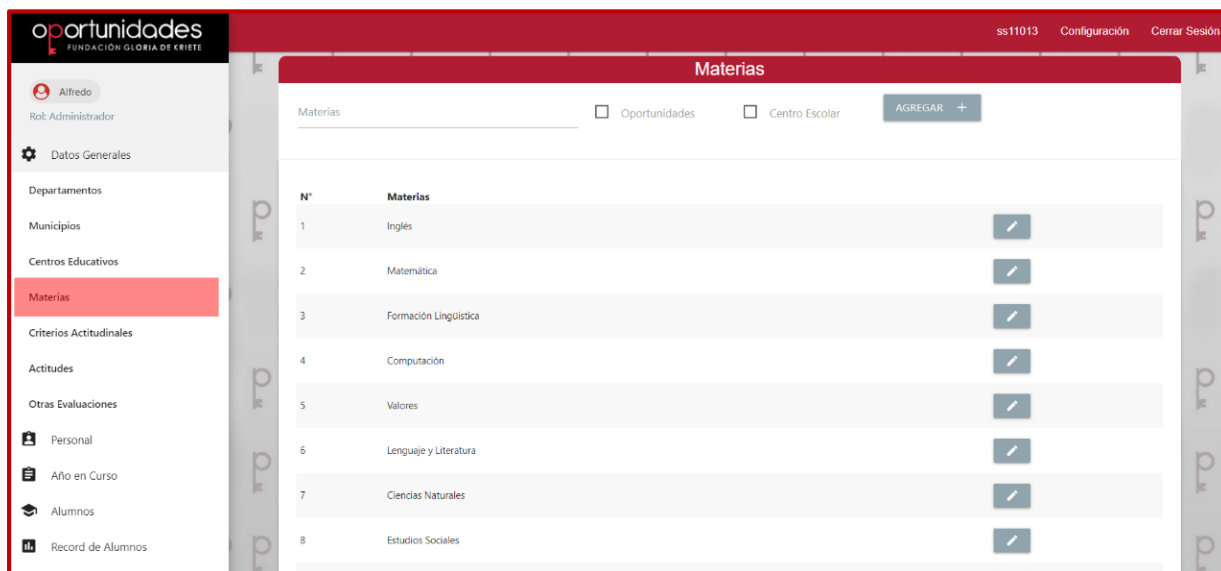 oportunidades
FUNDACIÓN GLORIA DE KRIETE
ss11013 Configuración Cerrar Sesión
Alfredo
Rol: Administrador
Datos Generales
Departamentos
Municipios
Centros Educativos
Materias
Criterios Actitudinales
Actitudes
Otras Evaluaciones
Personal
Año en Curso
Alumnos
Record de Alumnos
Materias
Materias Oportunidades Centro Escolar AGREGAR +
N° Materias
1 Inglés
2 Matemática
3 Formación Lingüistica
4 Computación
5 Valores
6 Lenguaje y Literatura
7 Ciencias Naturales
8 Estudios Sociales